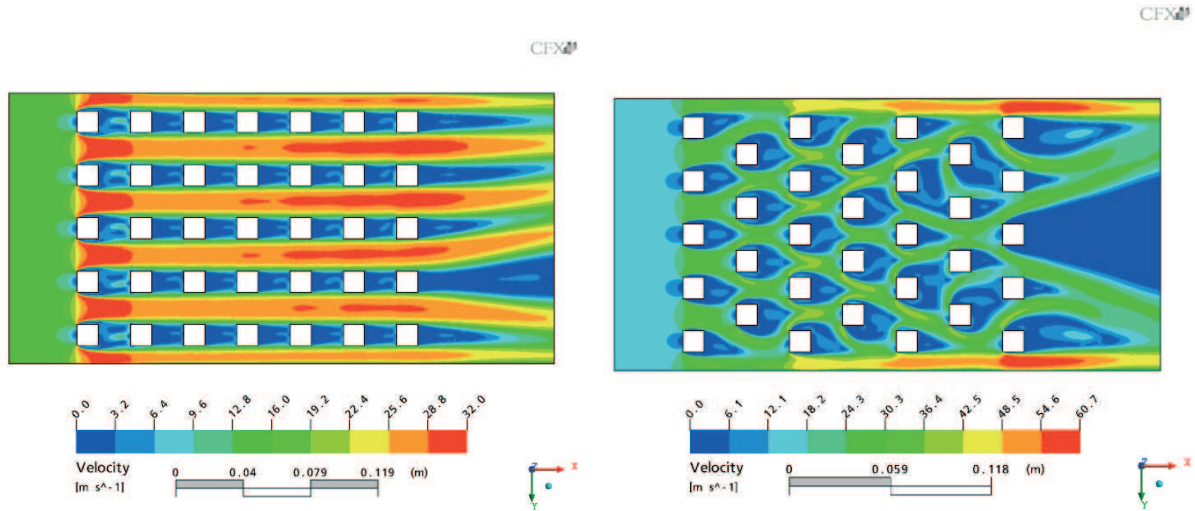 CFX
CFX
0.0 3.2 6.4 9.6 12.8 16.0 19.2 22.4 25.6 28.8 32.0
Velocity
[m s^-1]
0 0.04 0.079 0.119 (m)
Z X
Y
0.0 6.1 12.1 18.2 24.3 30.3 36.4 42.5 48.5 54.6 60.7
Velocity
[m s^-1]
0 0.059 0.118 (m)
Z X
Y